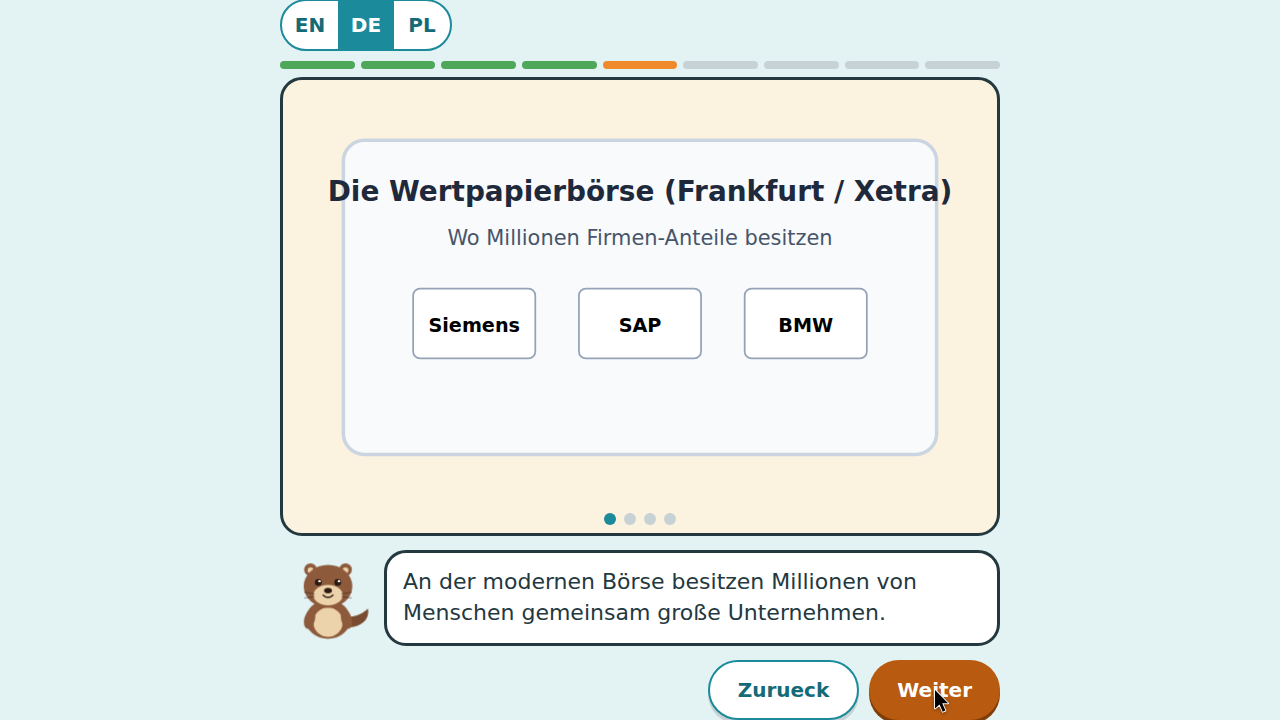 EN DE PL
Die Wertpapierbörse (Frankfurt / Xetra)
Wo Millionen Firmen-Anteile besitzen
Siemens SAP BMW
An der modernen Börse besitzen Millionen von
Menschen gemeinsam große Unternehmen.
Zurueck Weiter